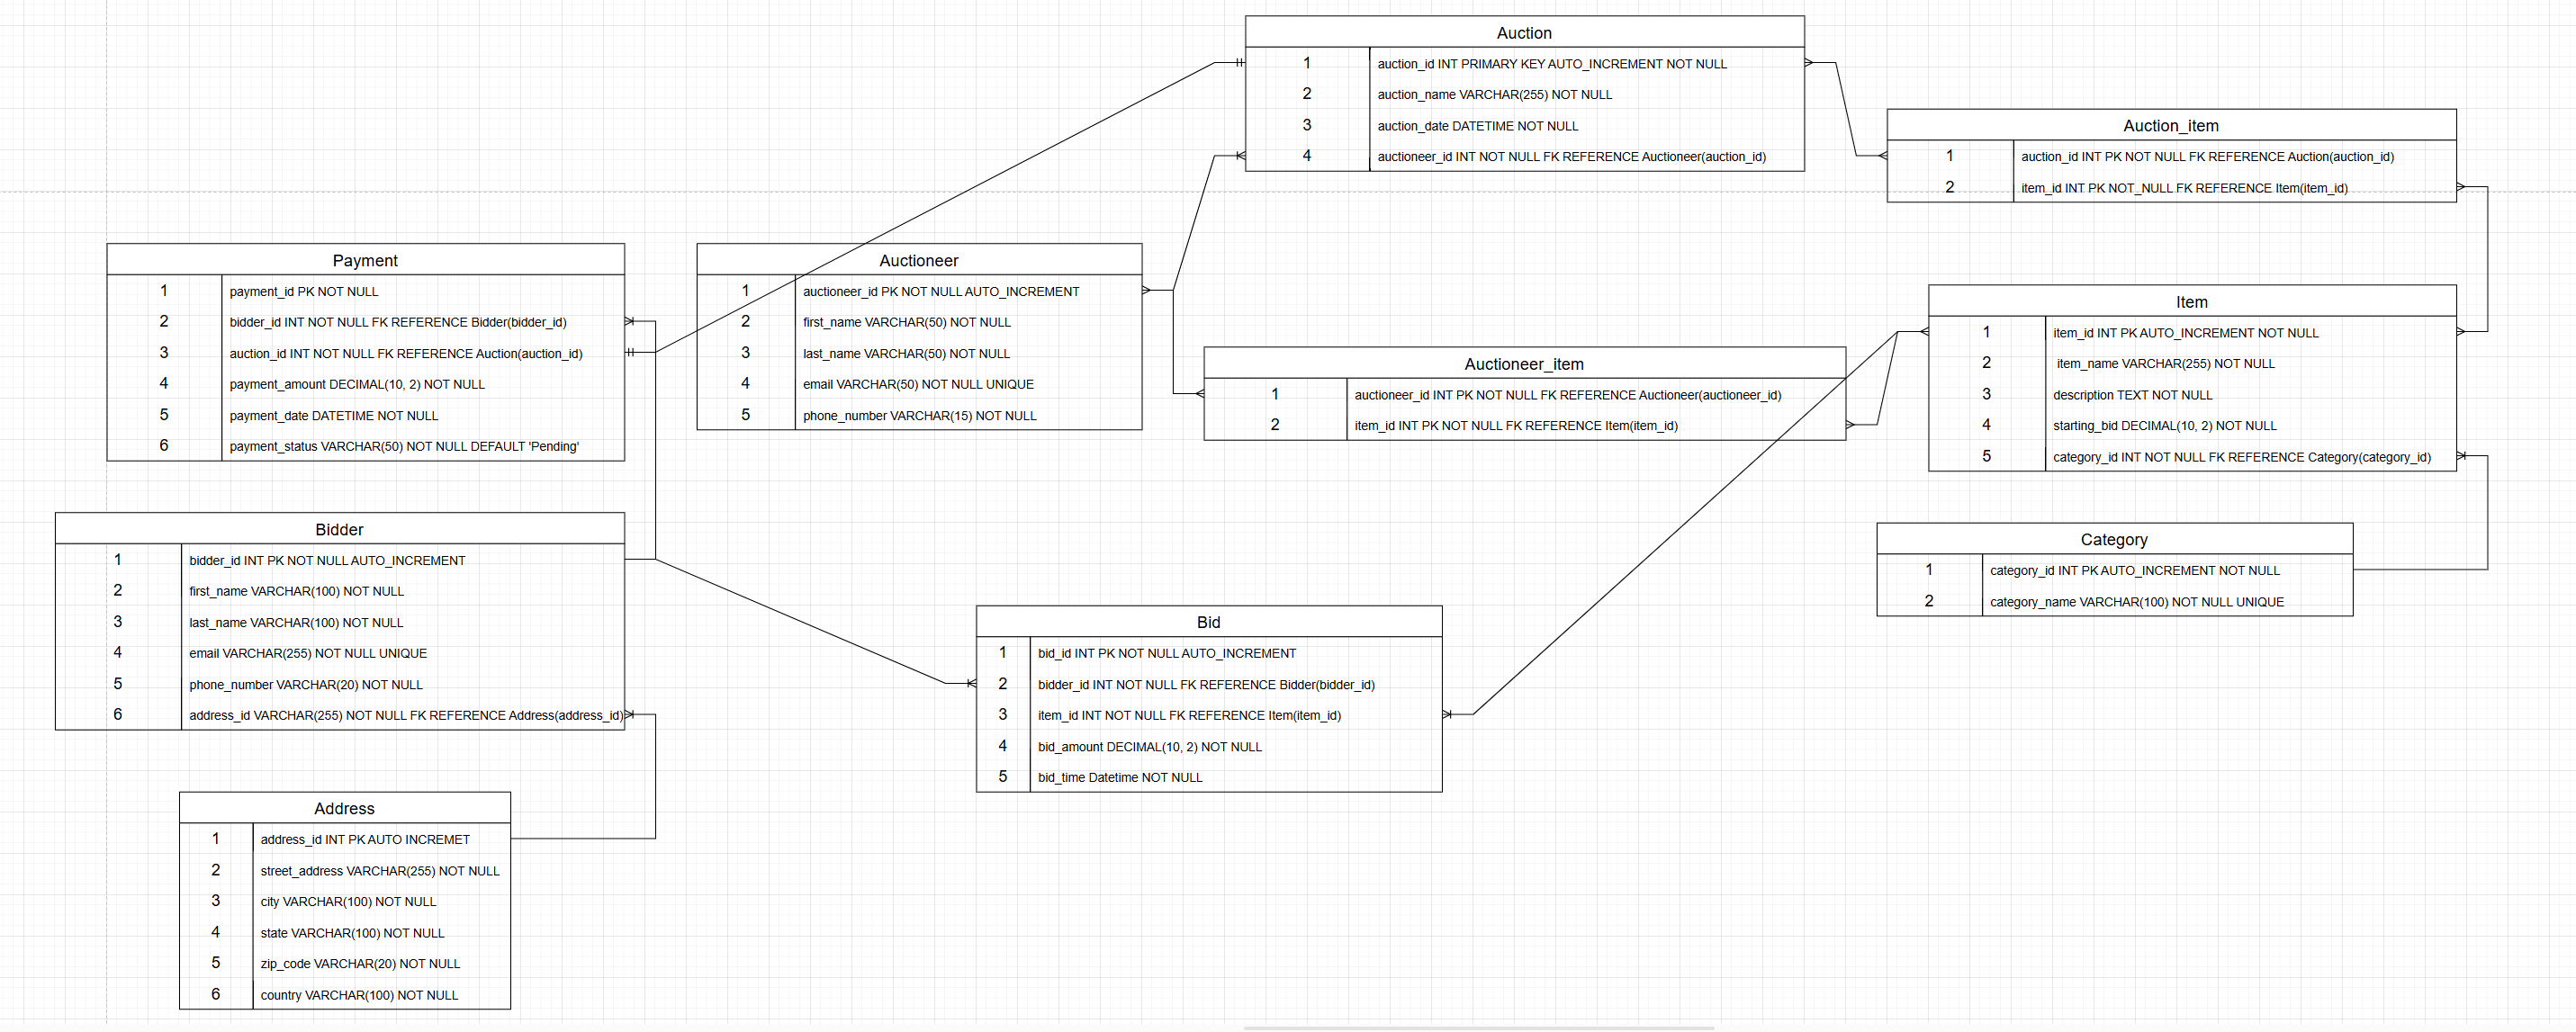 Auction
1 auction_id INT PRIMARY KEY AUTO_INCREMENT NOT NULL
2 auction_name VARCHAR(255) NOT NULL
3 auction_date DATETIME NOT NULL
4 auctioneer_id INT NOT NULL FK REFERENCE Auctioneer(auction_id)
Auction_item
1 auction_id INT PK NOT NULL FK REFERENCE Auction(auction_id)
2 item_id INT PK NOT_NULL FK REFERENCE Item(item_id)
Payment
1 payment_id PK NOT NULL
2 bidder_id INT NOT NULL FK REFERENCE Bidder(bidder_id)
3 auction_id INT NOT NULL FK REFERENCE Auction(auction_id)
4 payment_amount DECIMAL(10, 2) NOT NULL
5 payment_date DATETIME NOT NULL
6 payment_status VARCHAR(50) NOT NULL DEFAULT 'Pending'
Auctioneer
1 auctioneer_id PK NOT NULL AUTO_INCREMENT
2 first_name VARCHAR(50) NOT NULL
3 last_name VARCHAR(50) NOT NULL
4 email VARCHAR(50) NOT NULL UNIQUE
5 phone_number VARCHAR(15) NOT NULL
Auctioneer_item
1 auctioneer_id INT PK NOT NULL FK REFERENCE Auctioneer(auctioneer_id)
2 item_id INT PK NOT NULL FK REFERENCE Item(item_id)
Item
1 item_id INT PK AUTO_INCREMENT NOT NULL
2 item_name VARCHAR(255) NOT NULL
3 description TEXT NOT NULL
4 starting_bid DECIMAL(10, 2) NOT NULL
5 category_id INT NOT NULL FK REFERENCE Category(category_id)
Bidder
1 bidder_id INT PK NOT NULL AUTO_INCREMENT
2 first_name VARCHAR(100) NOT NULL
3 last_name VARCHAR(100) NOT NULL
4 email VARCHAR(255) NOT NULL UNIQUE
5 phone_number VARCHAR(20) NOT NULL
6 address_id VARCHAR(255) NOT NULL FK REFERENCE Address(address_id)
Category
1 category_id INT PK AUTO_INCREMENT NOT NULL
2 category_name VARCHAR(100) NOT NULL UNIQUE
Bid
1 bid_id INT PK NOT NULL AUTO_INCREMENT
2 bidder_id INT NOT NULL FK REFERENCE Bidder(bidder_id)
3 item_id INT NOT NULL FK REFERENCE Item(item_id)
4 bid_amount DECIMAL(10, 2) NOT NULL
5 bid_time Datetime NOT NULL
Address
1 address_id INT PK AUTO INCREMET
2 street_address VARCHAR(255) NOT NULL
3 city VARCHAR(100) NOT NULL
4 state VARCHAR(100) NOT NULL
5 zip_code VARCHAR(20) NOT NULL
6 country VARCHAR(100) NOT NULL